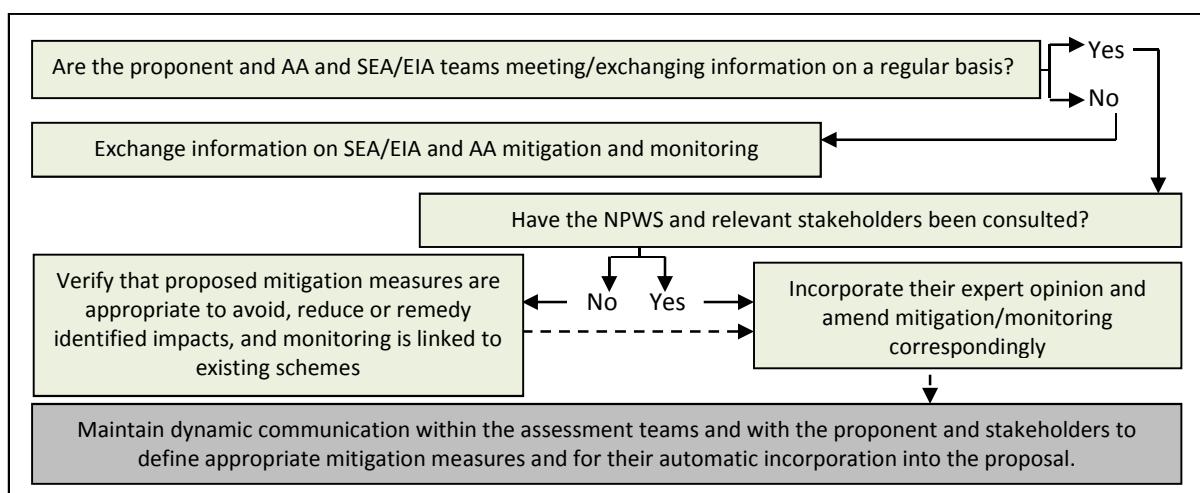 Are the proponent and AA and SEA/EIA teams meeting/exchanging information on a regular basis?
Yes
No
Exchange information on SEA/EIA and AA mitigation and monitoring
Have the NPWS and relevant stakeholders been consulted?
Verify that proposed mitigation measures are
appropriate to avoid, reduce or remedy
identified impacts, and monitoring is linked to
existing schemes
No
Yes
Incorporate their expert opinion and
amend mitigation/monitoring
correspondingly
Maintain dynamic communication within the assessment teams and with the proponent and stakeholders to
define appropriate mitigation measures and for their automatic incorporation into the proposal.